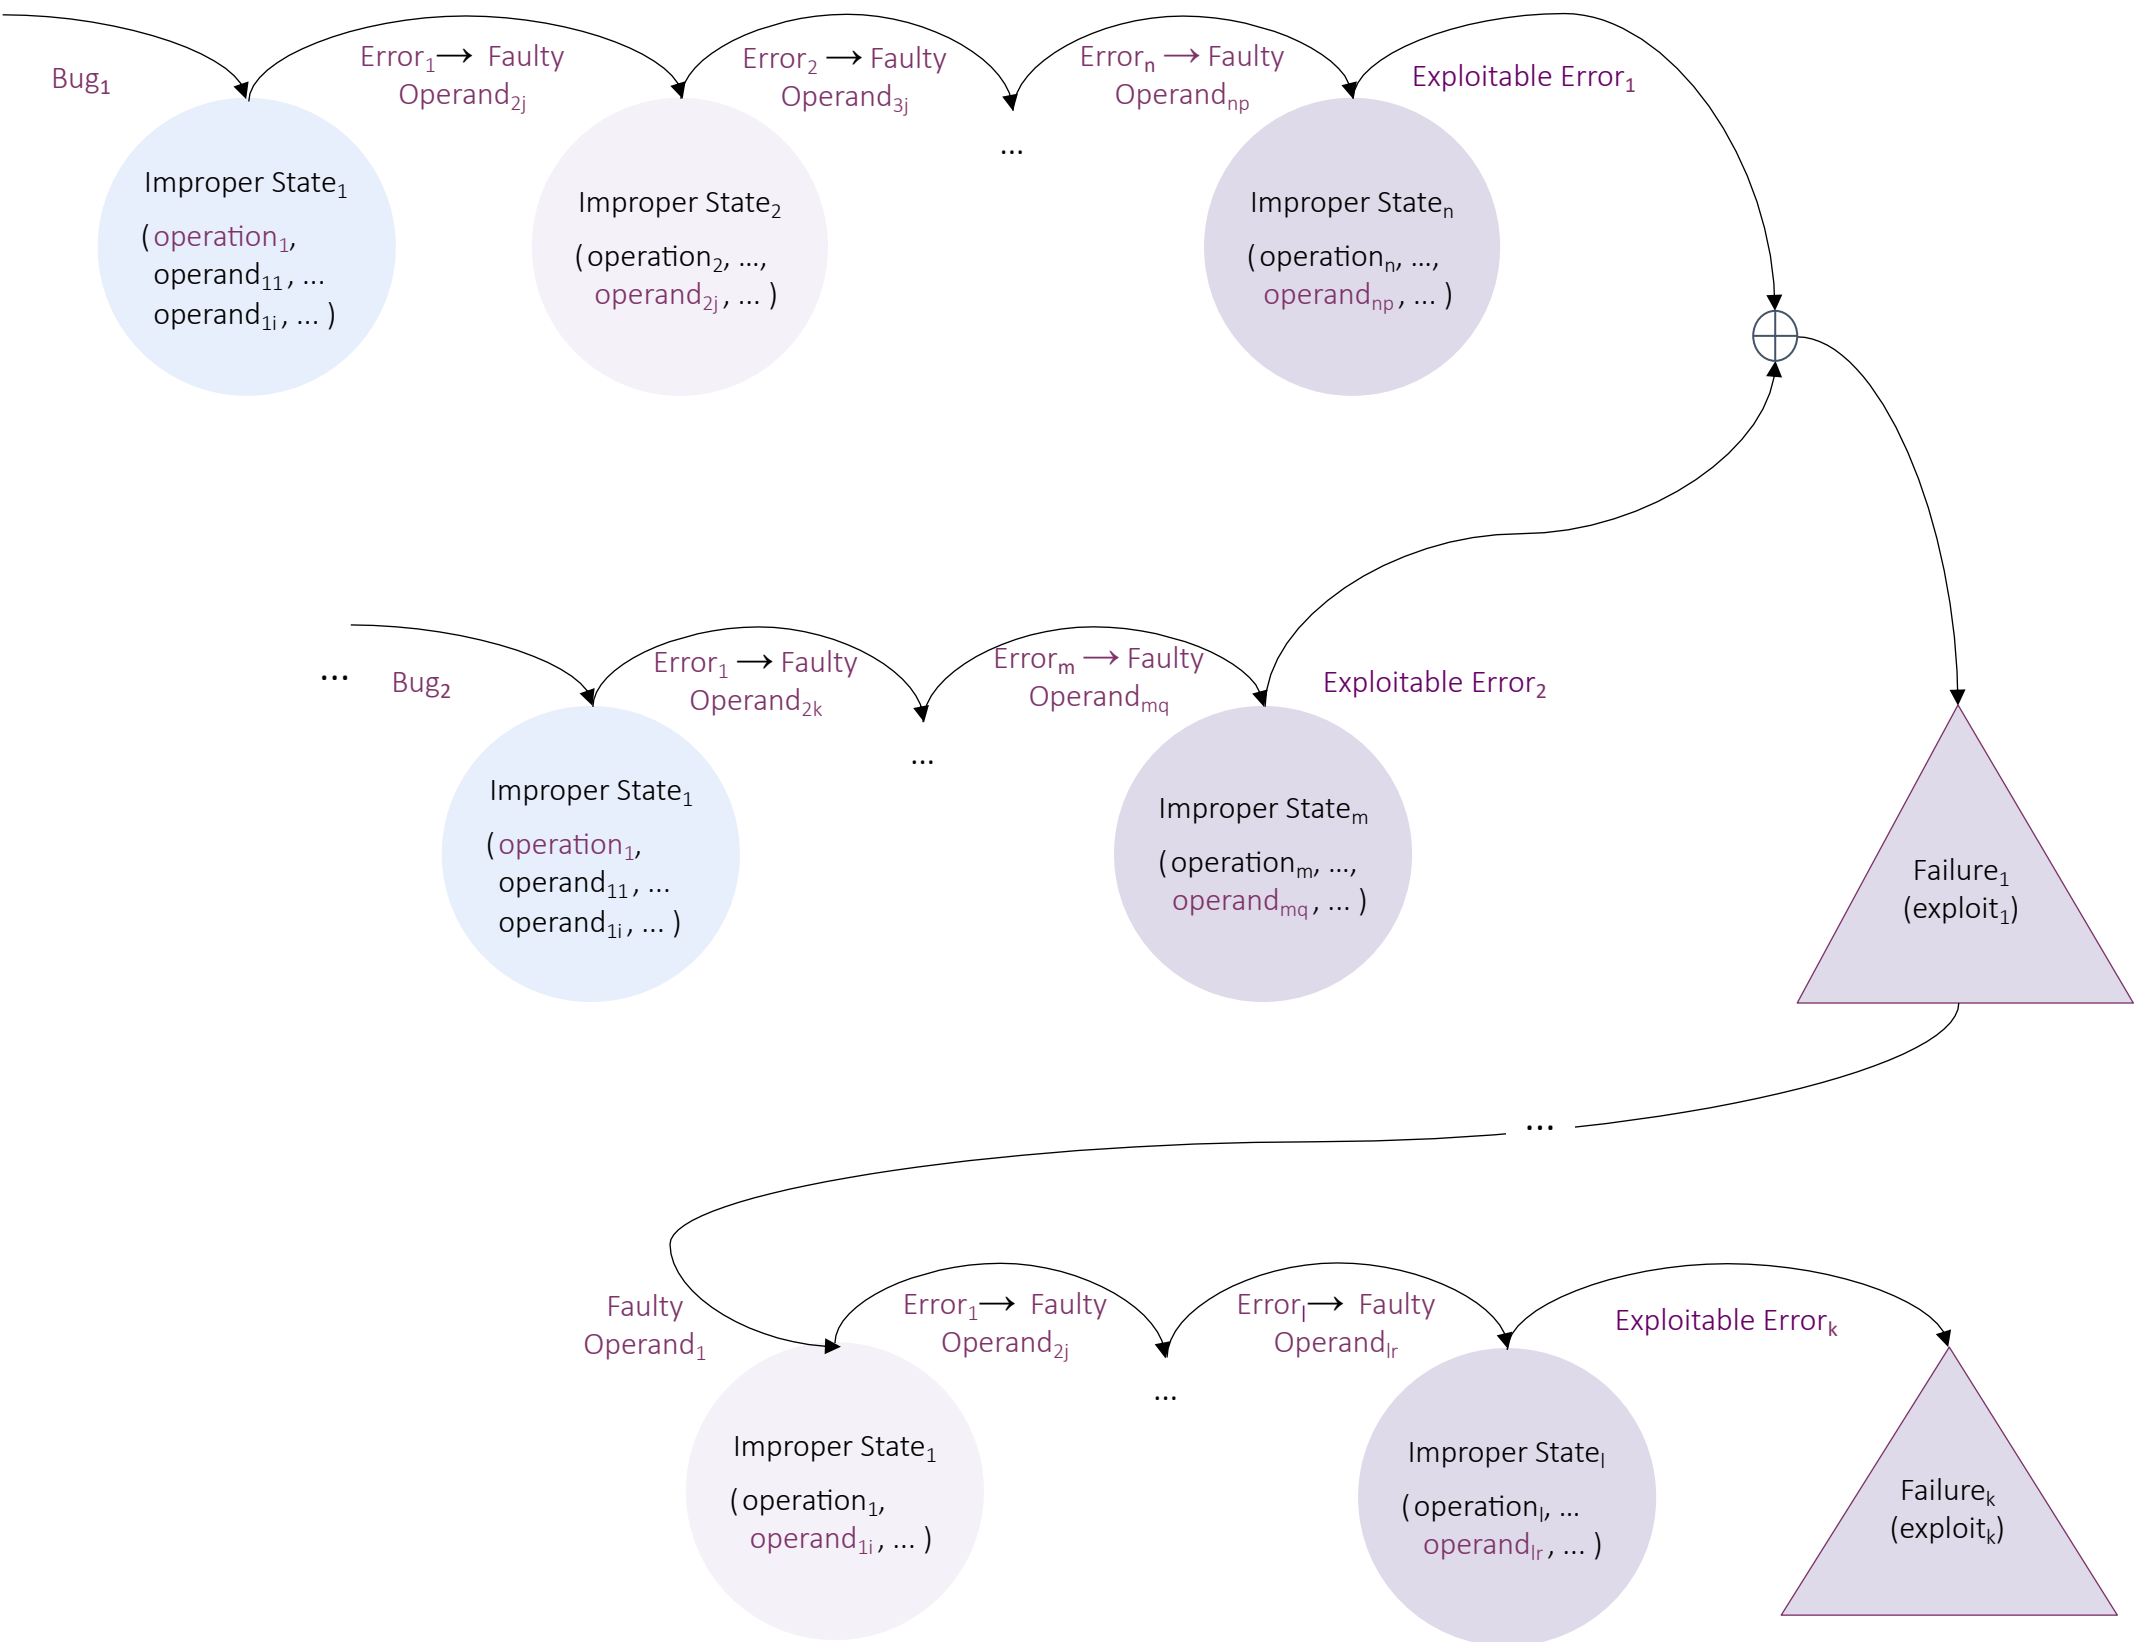 Bug₁
Error₁→ Faulty
Operand₂ⱼ
Error₂ → Faulty
Operand₃ⱼ
...
Errorₙ → Faulty
Operandₙₚ
Exploitable Error₁
Improper State₁
(operation₁,
operand₁₁, ...
operand₁ᵢ, ... )
Improper State₂
(operation₂, ...,
operand₂ⱼ, ... )
Improper Stateₙ
(operationₙ, ...,
operandₙₚ, ... )
...
Bug₂
Error₁ → Faulty
Operand₂ₖ
...
Errorₘ → Faulty
Operandₘq
Exploitable Error₂
Improper State₁
(operation₁,
operand₁₁, ...
operand₁ᵢ, ... )
Improper Stateₘ
(operationₘ, ...,
operandₘq, ... )
Failure₁
(exploit₁)
...
Faulty
Operand₁
Error₁→ Faulty
Operand₂ⱼ
...
Errorₗ→ Faulty
Operandₗᵣ
Exploitable Errorₖ
Improper State₁
(operation₁,
operand₁ᵢ, ... )
Improper Stateₗ
(operationₗ, ...
operandₗᵣ, ... )
Failureₖ
(exploitₖ)